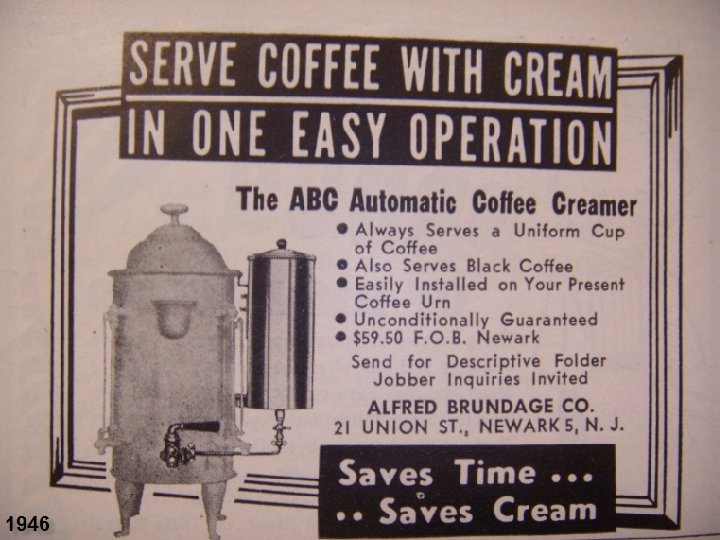 SERVE COFFEE WITH CREAM
IN ONE EASY OPERATION
The ABC Automatic Coffee Creamer
• Always Serves a Uniform Cup
of Coffee
• Also Serves Black Coffee
• Easily Installed on Your Present
Coffee Urn
• Unconditionally Guaranteed
• $59.50 F.O.B. Newark
Send for Descriptive Folder
Jobber Inquiries Invited
ALFRED BRUNDAGE CO.
21 UNION ST., NEWARK 5, N. J.
Saves Time ...
.. Saves Cream
1946